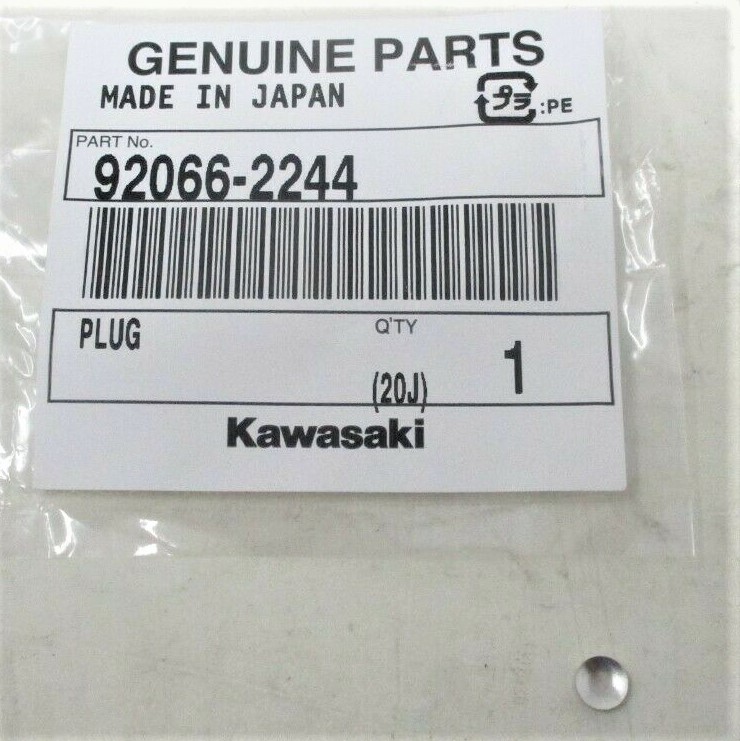 GENUINE PARTS
MADE IN JAPAN
プラ :PE
PART No.
92066-2244
PLUG
Q'TY
(20J)
1
Kawasaki